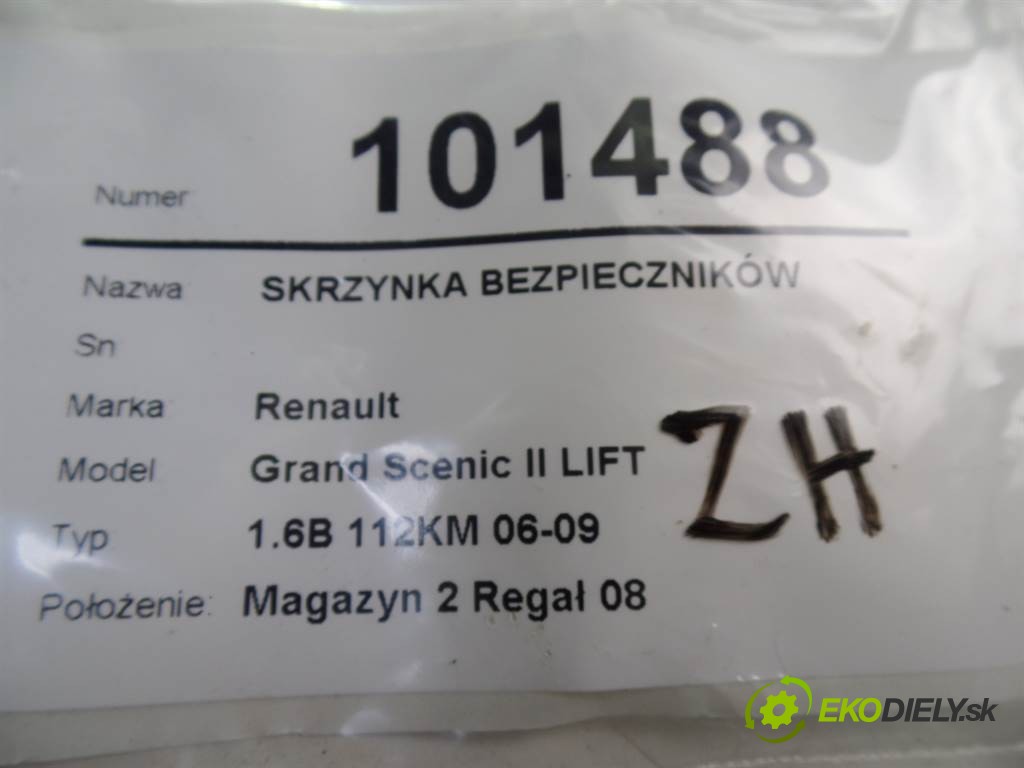 Numer 101488
Nazwa SKRZYNKA BEZPIECZNIKÓW
Sn
Marka Renault
Model Grand Scenic II LIFT
Typ 1.6B 112KM 06-09
Położenie: Magazyn 2 Regał 08
ZH
EKODIELY.sk